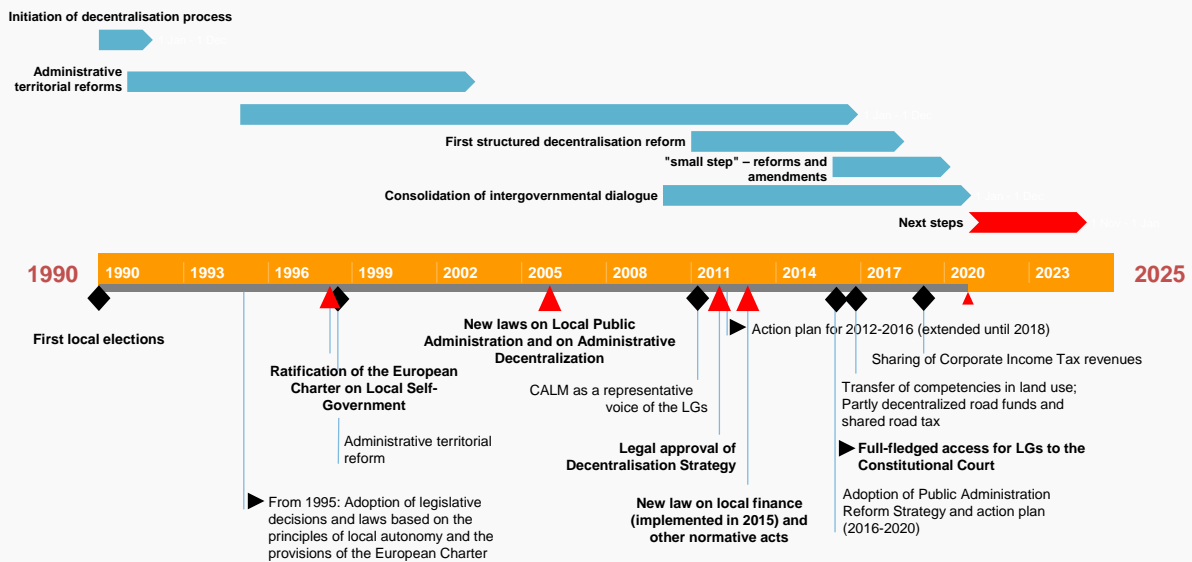 Initiation of decentralisation process
Administrative
territorial reforms
First structured decentralisation reform
"small step" – reforms and
amendments
Consolidation of intergovernmental dialogue
Next steps
1990
1990
1993
1996
1999
2002
2005
2008
2011
2014
2017
2020
2023
2025
First local elections
Ratification of the European
Charter on Local Self-
Government
Administrative territorial
reform
From 1995: Adoption of legislative
decisions and laws based on the
principles of local autonomy and the
provisions of the European Charter
New laws on Local Public
Administration and on Administrative
Decentralization
CALM as a representative
voice of the LGs
Legal approval of
Decentralisation Strategy
New law on local finance
(implemented in 2015) and
other normative acts
Action plan for 2012-2016 (extended until 2018)
Sharing of Corporate Income Tax revenues
Transfer of competencies in land use;
Partly decentralized road funds and
shared road tax
Full-fledged access for LGs to the
Constitutional Court
Adoption of Public Administration
Reform Strategy and action plan
(2016-2020)